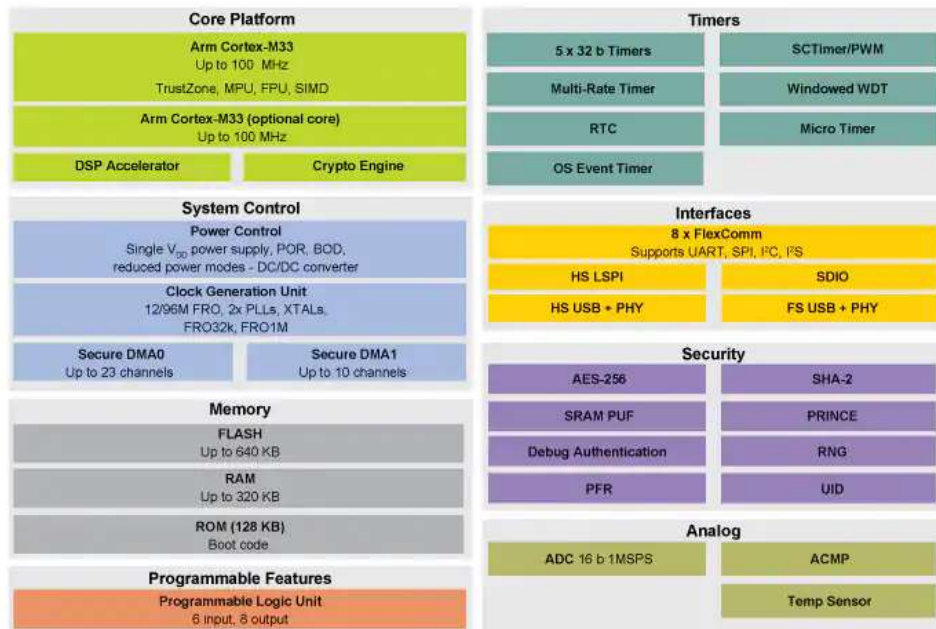 Core Platform
Arm Cortex-M33
Up to 100 MHz
TrustZone, MPU, FPU, SIMD
Arm Cortex-M33 (optional core)
Up to 100 MHz
DSP Accelerator
Crypto Engine
System Control
Power Control
Single VDD power supply, POR, BOD,
reduced power modes - DC/DC converter
Clock Generation Unit
12/96M FRO, 2x PLLs, XTALs,
FRO32k, FRO1M
Secure DMA0
Up to 23 channels
Secure DMA1
Up to 10 channels
Memory
FLASH
Up to 640 KB
RAM
Up to 320 KB
ROM (128 KB)
Boot code
Programmable Features
Programmable Logic Unit
6 input, 8 output
Timers
5 x 32 b Timers
SCTimer/PWM
Multi-Rate Timer
Windowed WDT
RTC
Micro Timer
OS Event Timer
Interfaces
8 x FlexComm
Supports UART, SPI, I²C, I²S
HS LSPI
SDIO
HS USB + PHY
FS USB + PHY
Security
AES-256
SHA-2
SRAM PUF
PRINCE
Debug Authentication
RNG
PFR
UID
Analog
ADC 16 b 1MSPS
ACMP
Temp Sensor